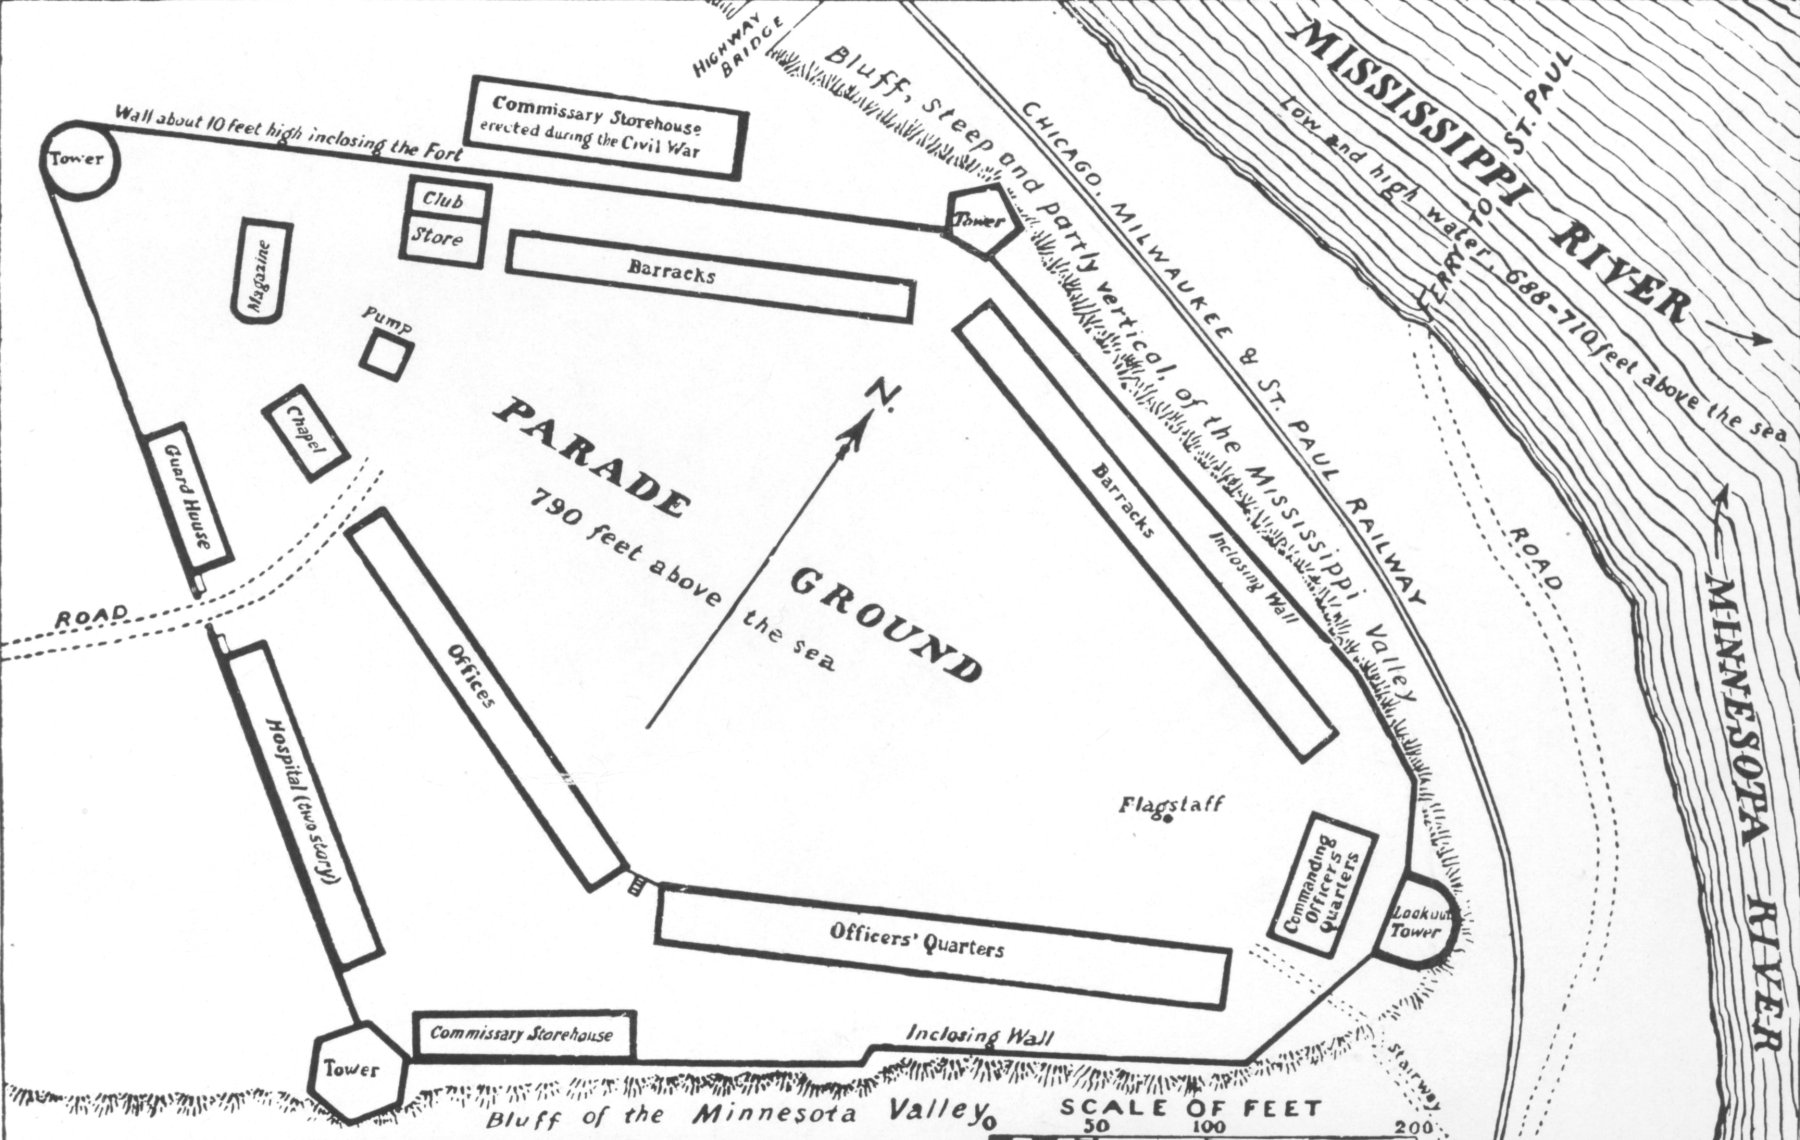 HIGHWAY
BRIDGE
Bluff, steep and partly vertical, of the Mississippi Valley
CHICAGO, MILWAUKEE & ST. PAUL RAILWAY
MISSISSIPPI RIVER
Low and high water, 688-710 feet above the sea
FERRY TO ST. PAUL
Commissary Storehouse
erected during the Civil War
Wall about 10 feet high inclosing the Fort
Tower
Tower
Club
Store
Magazine
Barracks
Pump
N.
Chapel
PARADE
GROUND
790 feet above the sea
Barracks
Inclosing Wall
Guard House
ROAD
ROAD
MINNESOTA RIVER
Offices
Hospital (two story)
Flagstaff
Commanding
Officers'
Quarters
Lookout
Tower
Officers' Quarters
Commissary Storehouse
Inclosing Wall
Tower
Stairway
Bluff of the Minnesota Valley
SCALE OF FEET
0 50 100 200